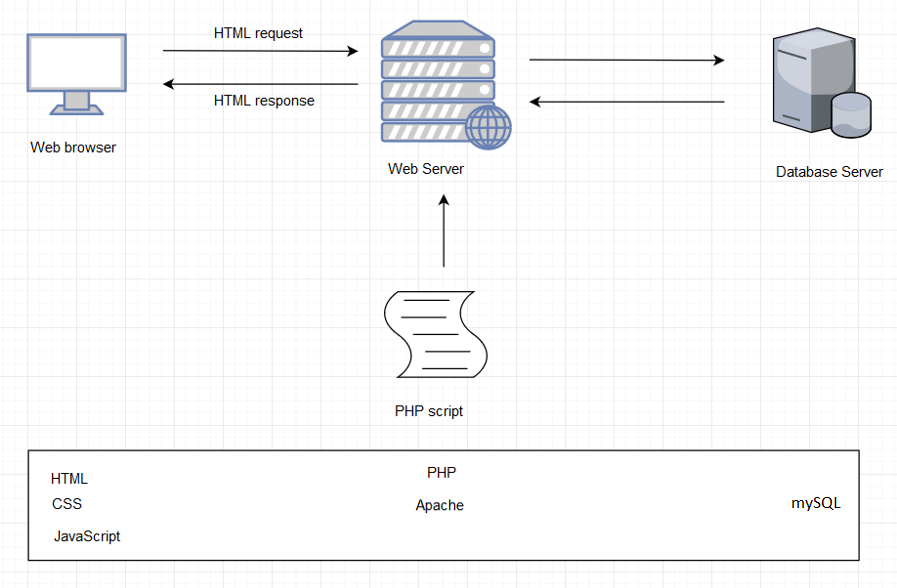 HTML request
HTML response
Web browser
Web Server
Database Server
PHP script
HTML
CSS
JavaScript
PHP
Apache
mySQL